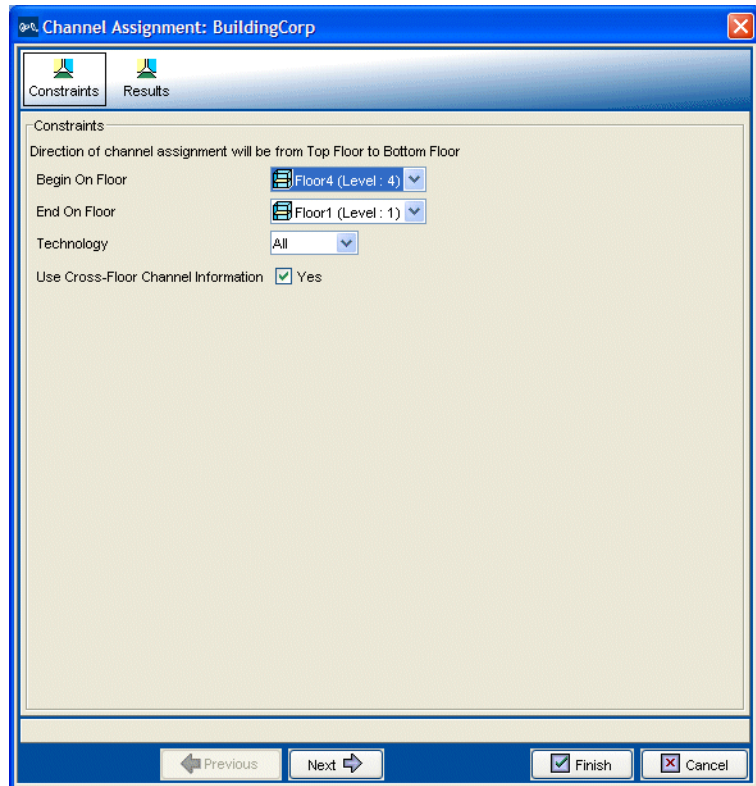 Channel Assignment: BuildingCorp
Constraints Results
Constraints
Direction of channel assignment will be from Top Floor to Bottom Floor
Begin On Floor Floor4 (Level : 4)
End On Floor Floor1 (Level : 1)
Technology All
Use Cross-Floor Channel Information Yes
Previous Next Finish Cancel